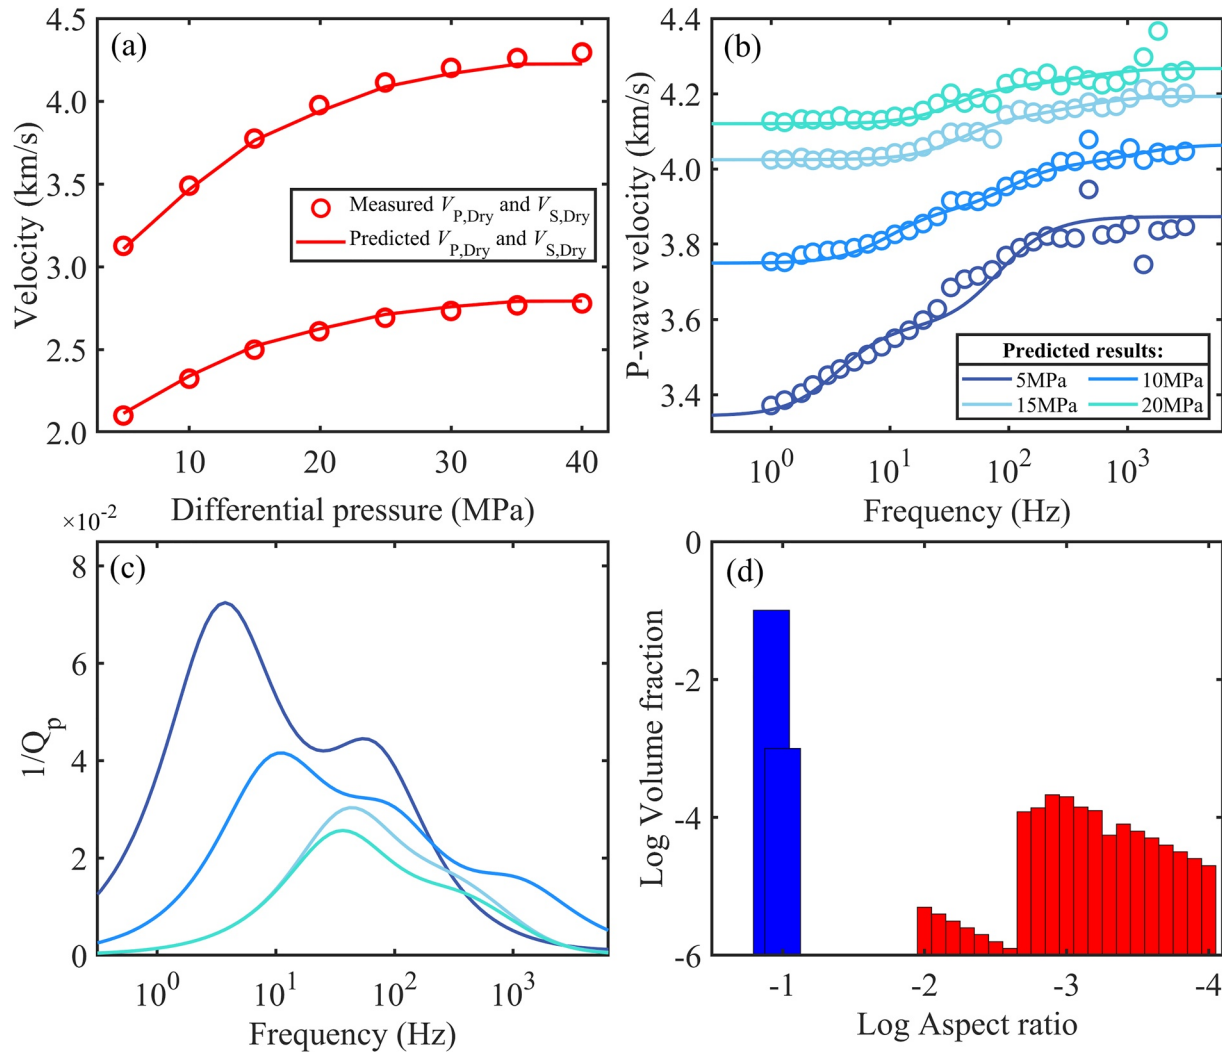 (a)
4.5
4.0
3.5
3.0
2.5
2.0
Velocity (km/s)
Measured V_P,Dry and V_S,Dry
Predicted V_P,Dry and V_S,Dry
10 20 30 40
Differential pressure (MPa)
(b)
4.4
4.2
4.0
3.8
3.6
3.4
P-wave velocity (km/s)
Predicted results:
5MPa 10MPa
15MPa 20MPa
10^0 10^1 10^2 10^3
Frequency (Hz)
×10^-2
(c)
8
6
4
2
0
1/Q_p
10^0 10^1 10^2 10^3
Frequency (Hz)
(d)
0
-2
-4
-6
Log Volume fraction
-1 -2 -3 -4
Log Aspect ratio